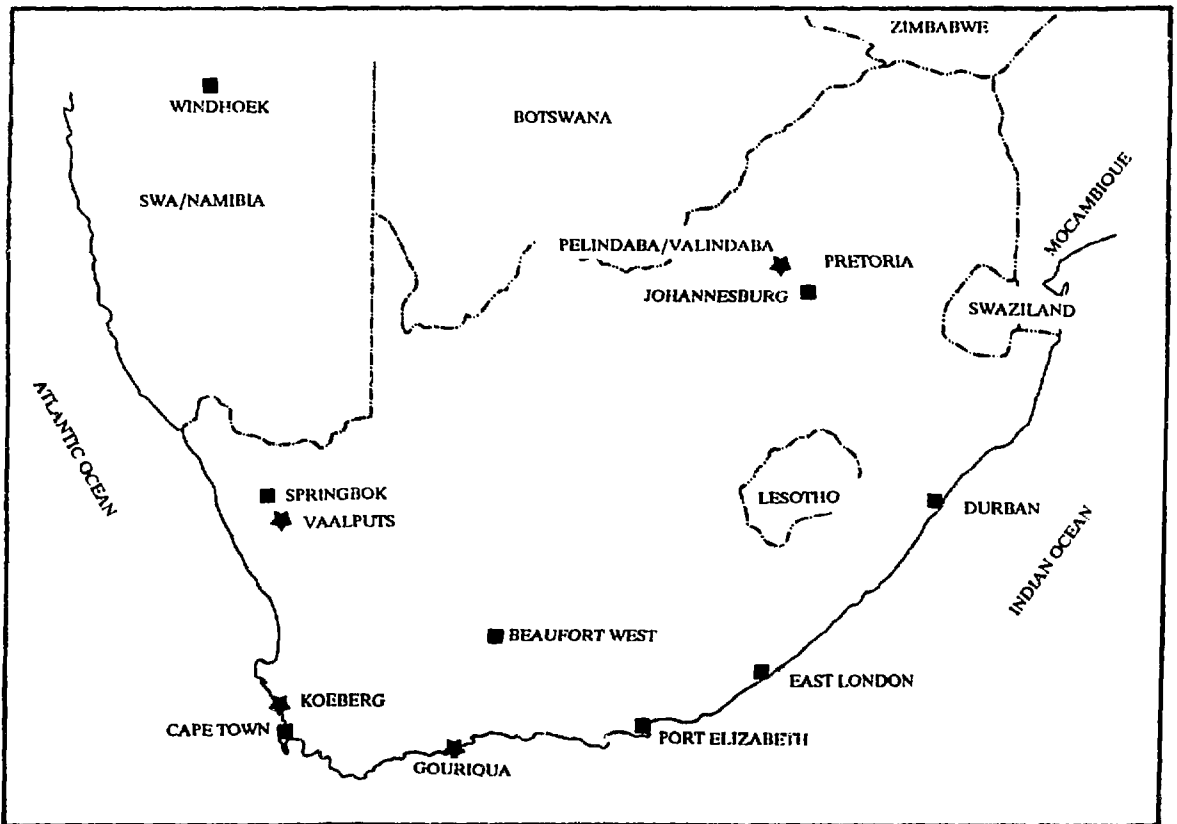 ZIMBABWE
WINDHOEK
BOTSWANA
SWA/NAMIBIA
MOCAMBIQUE
PELINDABA/VALINDABA
PRETORIA
JOHANNESBURG
SWAZILAND
ATLANTIC OCEAN
SPRINGBOK
VAALPUTS
LESOTHO
DURBAN
INDIAN OCEAN
BEAUFORT WEST
EAST LONDON
KOEBERG
CAPE TOWN
PORT ELIZABETH
GOURIQUA